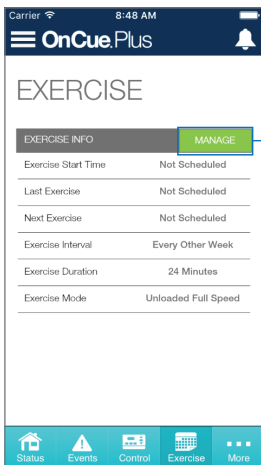 Carrier 8:48 AM
OnCue.Plus
EXERCISE
EXERCISE INFO MANAGE
Exercise Start Time Not Scheduled
Last Exercise Not Scheduled
Next Exercise Not Scheduled
Exercise Interval Every Other Week
Exercise Duration 24 Minutes
Exercise Mode Unloaded Full Speed
Status Events Control Exercise More